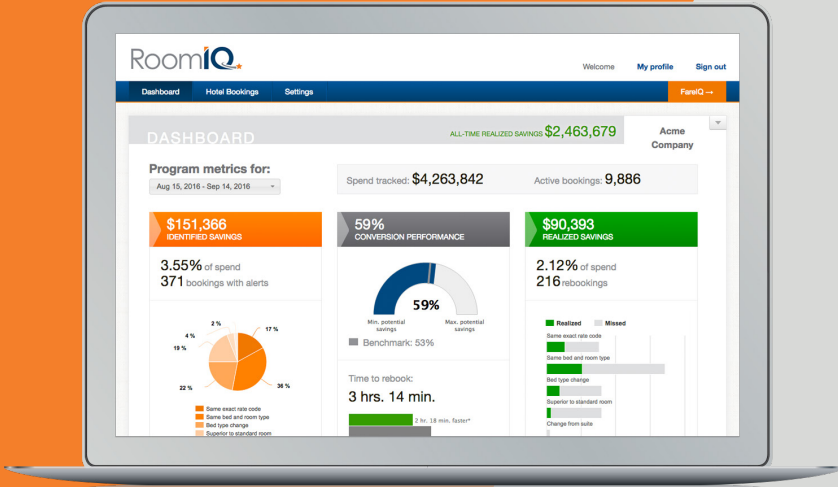 RoomIQ
Welcome My profile Sign out
Dashboard Hotel Bookings Settings FareIQ →
DASHBOARD
ALL-TIME REALIZED SAVINGS $2,463,679
Acme
Company
Program metrics for:
Aug 15, 2016 - Sep 14, 2016
Spend tracked: $4,263,842
Active bookings: 9,886
$151,366
IDENTIFIED SAVINGS
3.55% of spend
371 bookings with alerts
2 %
4 %
17 %
19 %
22 %
36 %
Same exact rate code
Same bed and room type
Bed type change
Superior to standard room
59%
CONVERSION PERFORMANCE
59%
Min. potential
savings
Max. potential
savings
Benchmark: 53%
Time to rebook:
3 hrs. 14 min.
2 hr. 18 min. faster*
$90,393
REALIZED SAVINGS
2.12% of spend
216 rebookings
Realized Missed
Same exact rate code
Same bed and room type
Bed type change
Superior to standard room
Change from suite